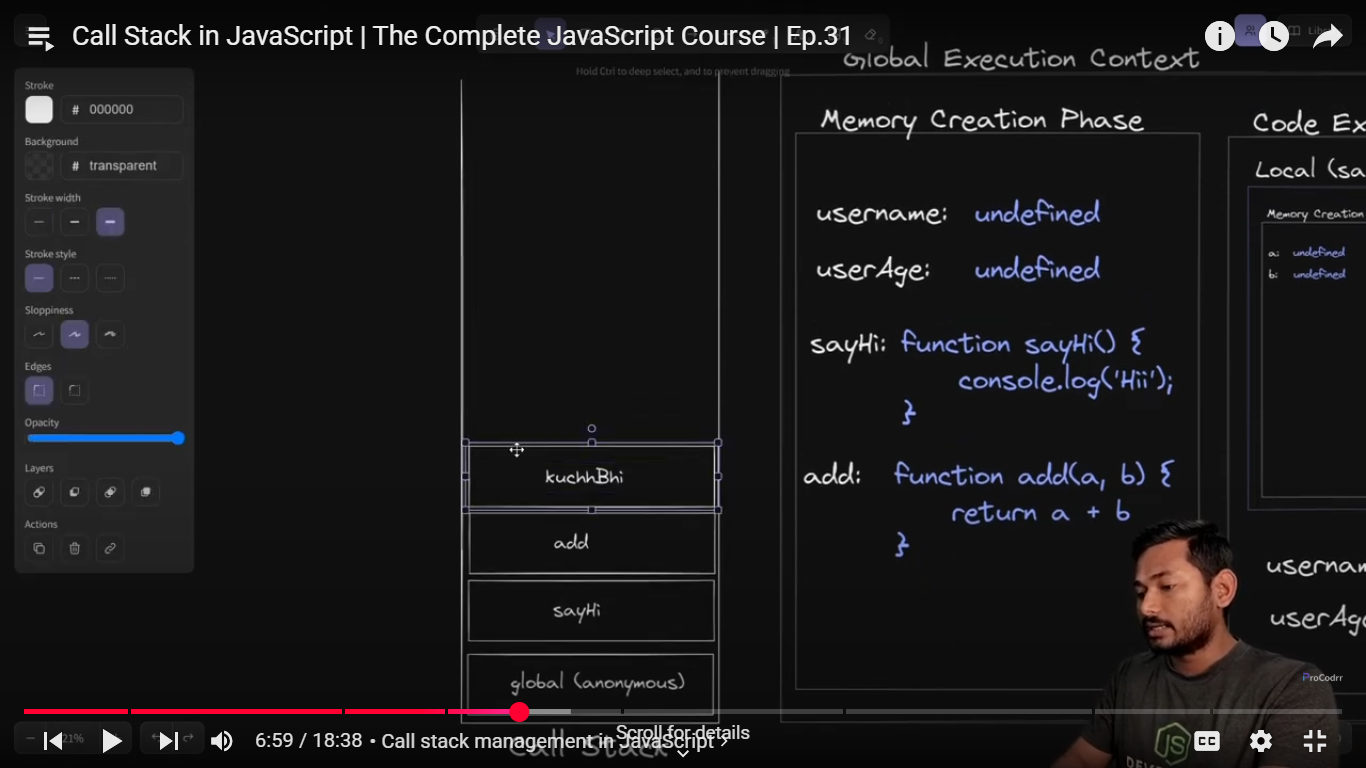 Call Stack in JavaScript | The Complete JavaScript Course | Ep.31
Hold Ctrl to deep select, and to prevent dragging
Stroke
# 000000
Background
# transparent
Stroke width
Stroke style
Sloppiness
Edges
Opacity
Layers
Actions
kuchhBhi
add
sayHi
global (anonymous)
Call Stack
Global Execution Context
Memory Creation Phase
username: undefined
userAge: undefined
sayHi: function sayHi() {
console.log('Hii');
}
add: function add(a, b) {
return a + b
}
Code Ex
Local (sa
Memory Creation
a: undefined
b: undefined
usernam
userAge
ProCodrr
JS
21%
6:59 / 18:38 • Call stack management in JavaScript >
Scroll for details
CC